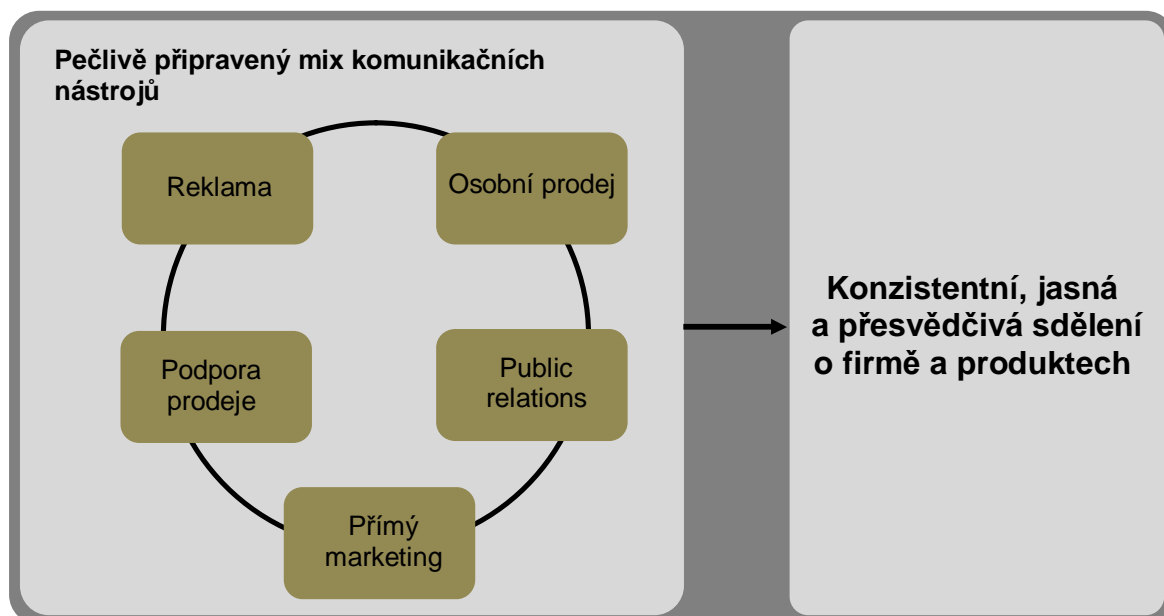 Pečlivě připravený mix komunikačních
nástrojů
Reklama
Osobní prodej
Podpora
prodeje
Public
relations
Přímý
marketing
Konzistentní, jasná
a přesvědčivá sdělení
o firmě a produktech